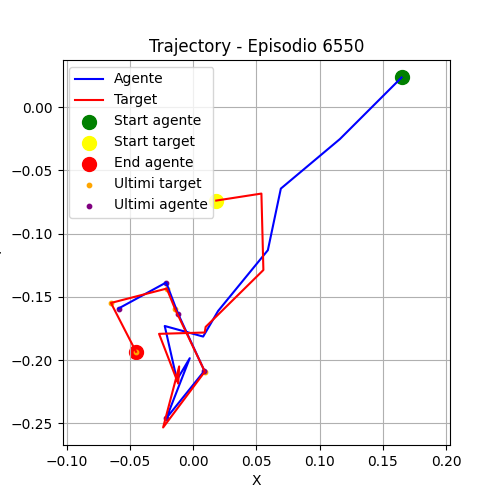 Trajectory - Episodio 6550
Agente
Target
Start agente
Start target
End agente
Ultimi target
Ultimi agente
0.00
−0.05
−0.10
−0.15
−0.20
−0.25
−0.10
−0.05
0.00
0.05
0.10
0.15
0.20
X